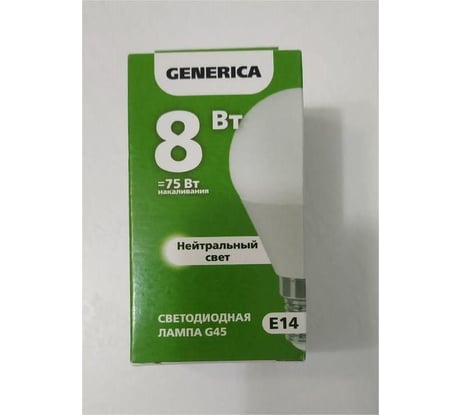 GENERICA
8 Вт
=75 Вт
накаливания
Нейтральный
свет
СВЕТОДИОДНАЯ
ЛАМПА G45
E14